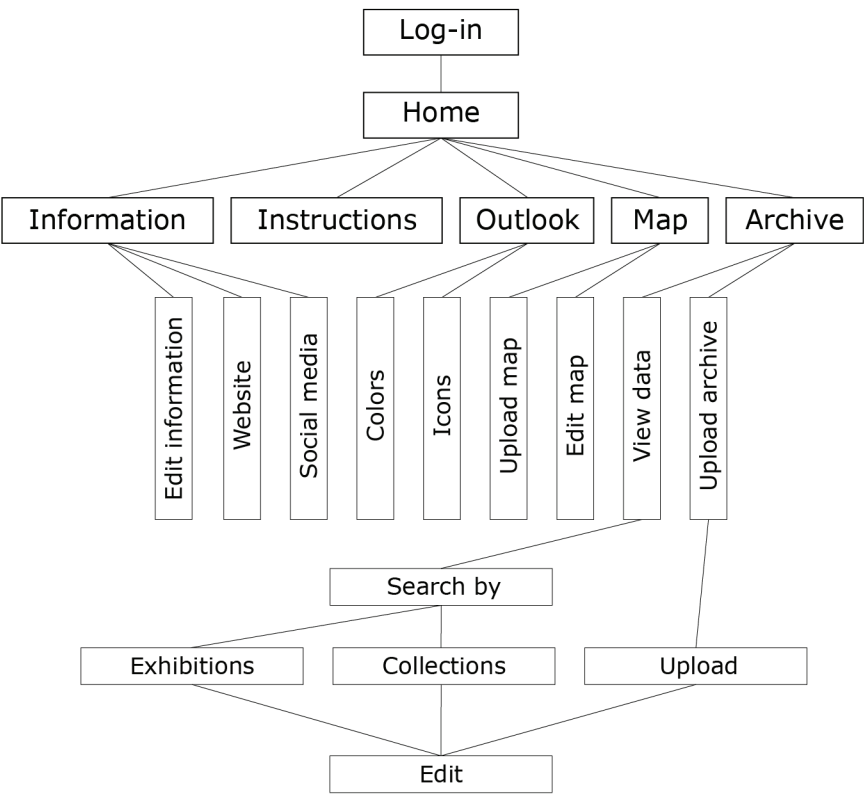 Log-in
Home
Information
Instructions
Outlook
Map
Archive
Edit information
Website
Social media
Colors
Icons
Upload map
Edit map
View data
Upload archive
Search by
Exhibitions
Collections
Upload
Edit